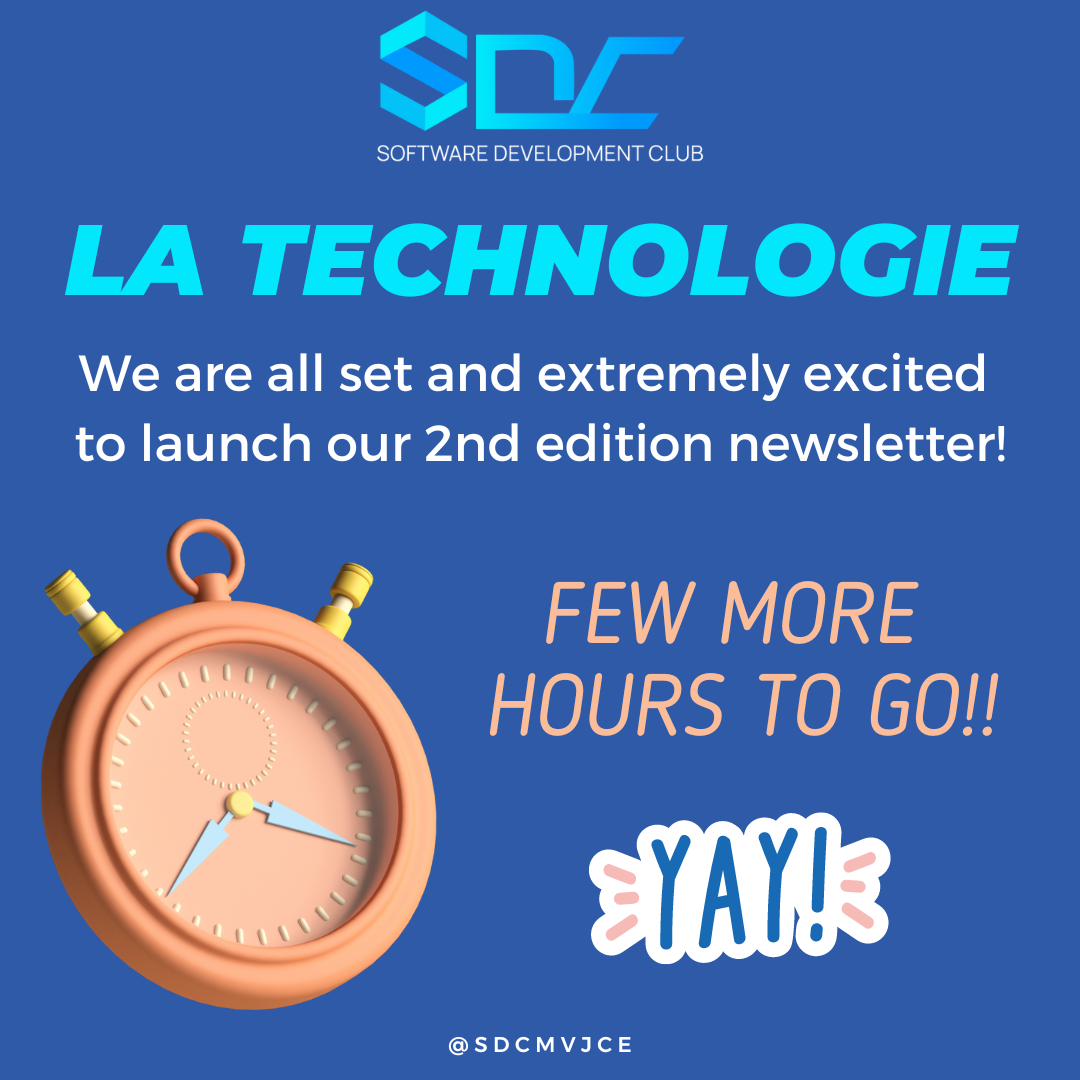 SDC
SOFTWARE DEVELOPMENT CLUB
LA TECHNOLOGIE
We are all set and extremely excited
to launch our 2nd edition newsletter!
FEW MORE
HOURS TO GO!!
YAY!
@SDCMVJCE